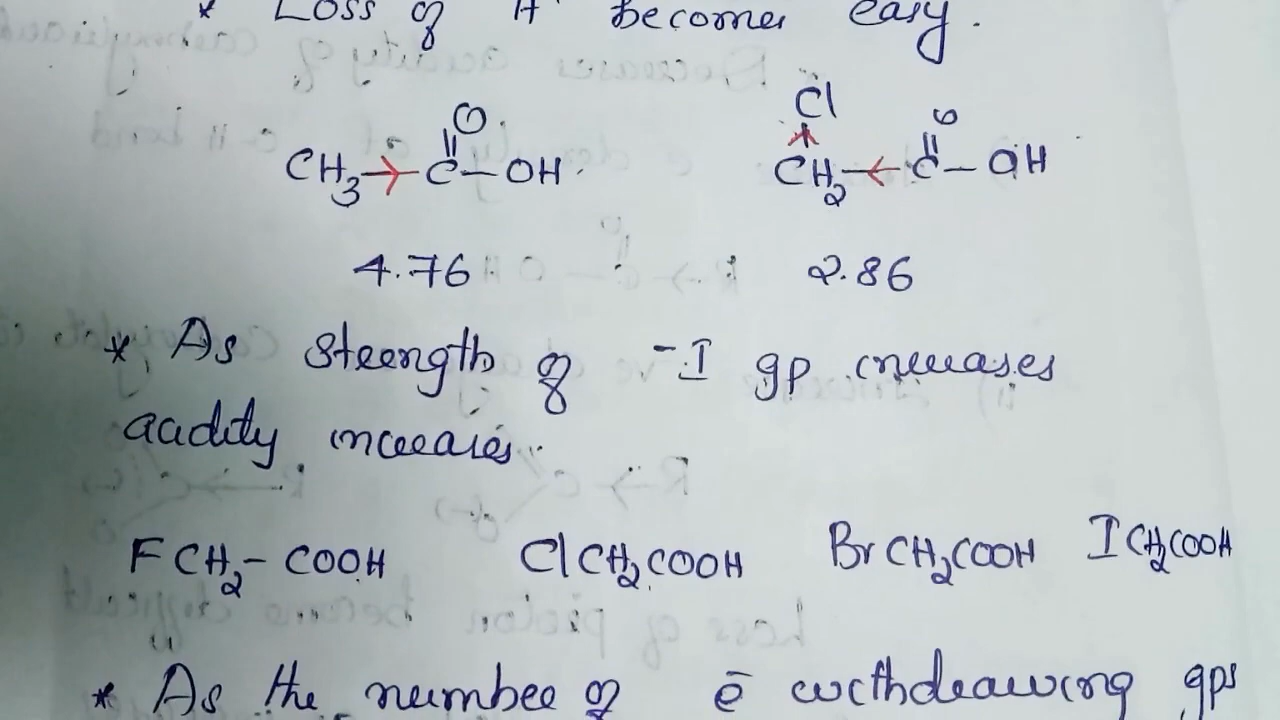 * Loss of H⁺ becomes easy.
O Cl O
CH₃→C–OH. CH₂←C–OH
4.76 2.86
* As strength of -I gp increases
acidity increases.
FCH₂-COOH ClCH₂COOH BrCH₂COOH ICH₂COOH
* As the number of ē withdrawing gps